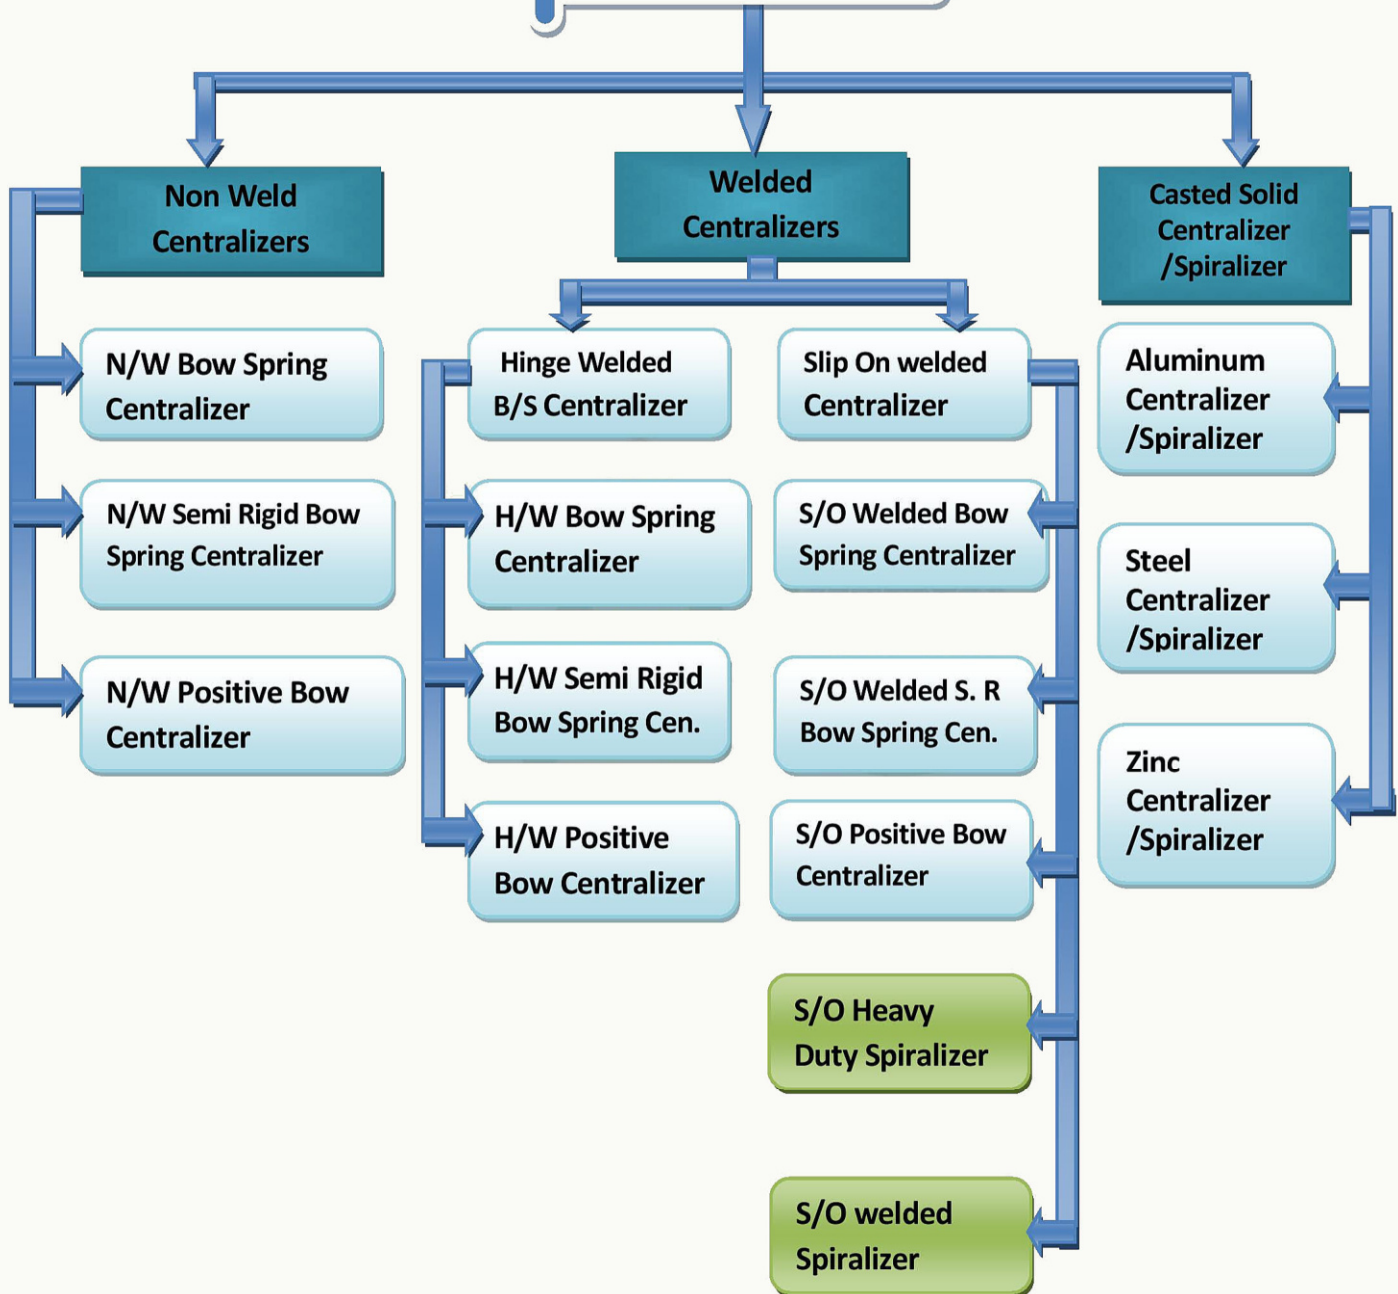 Non Weld
Centralizers
Welded
Centralizers
Casted Solid
Centralizer
/Spiralizer
N/W Bow Spring
Centralizer
N/W Semi Rigid Bow
Spring Centralizer
N/W Positive Bow
Centralizer
Hinge Welded
B/S Centralizer
H/W Bow Spring
Centralizer
H/W Semi Rigid
Bow Spring Cen.
H/W Positive
Bow Centralizer
Slip On welded
Centralizer
S/O Welded Bow
Spring Centralizer
S/O Welded S. R
Bow Spring Cen.
S/O Positive Bow
Centralizer
S/O Heavy
Duty Spiralizer
S/O welded
Spiralizer
Aluminum
Centralizer
/Spiralizer
Steel
Centralizer
/Spiralizer
Zinc
Centralizer
/Spiralizer